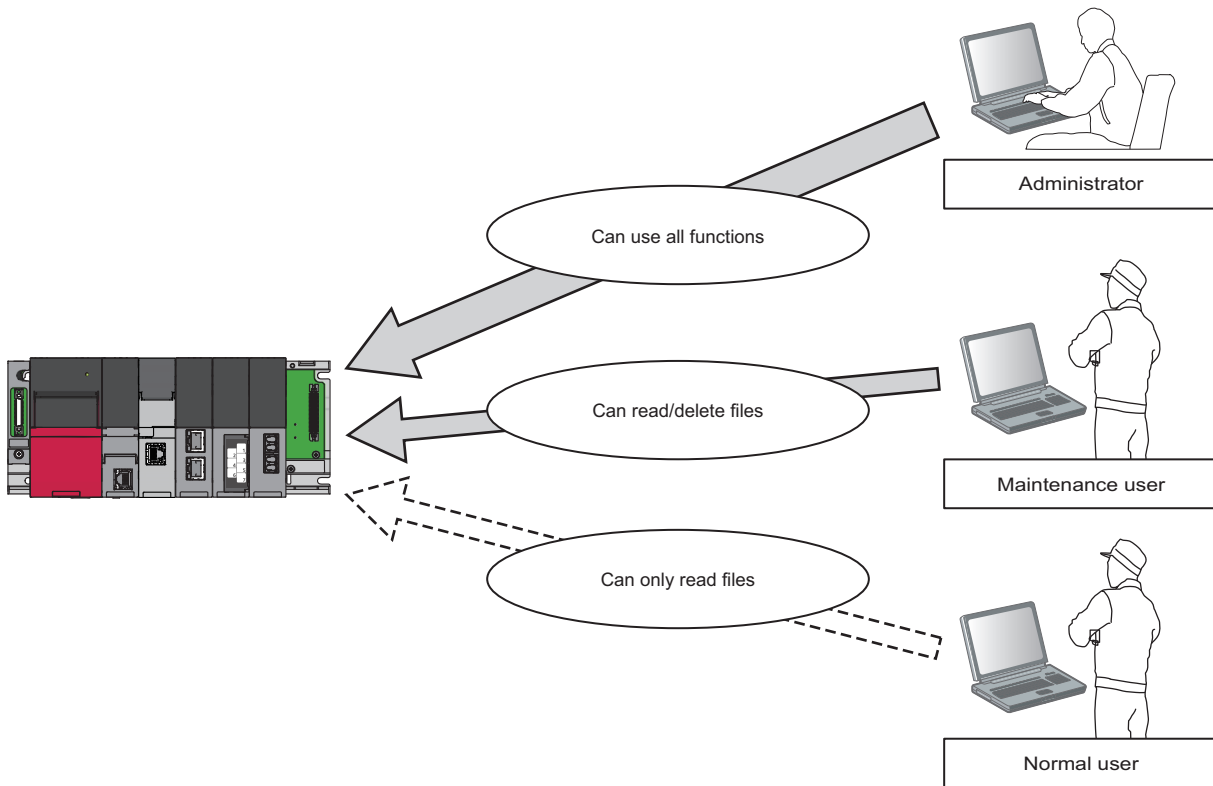 Administrator
Can use all functions
Can read/delete files
Maintenance user
Can only read files
Normal user